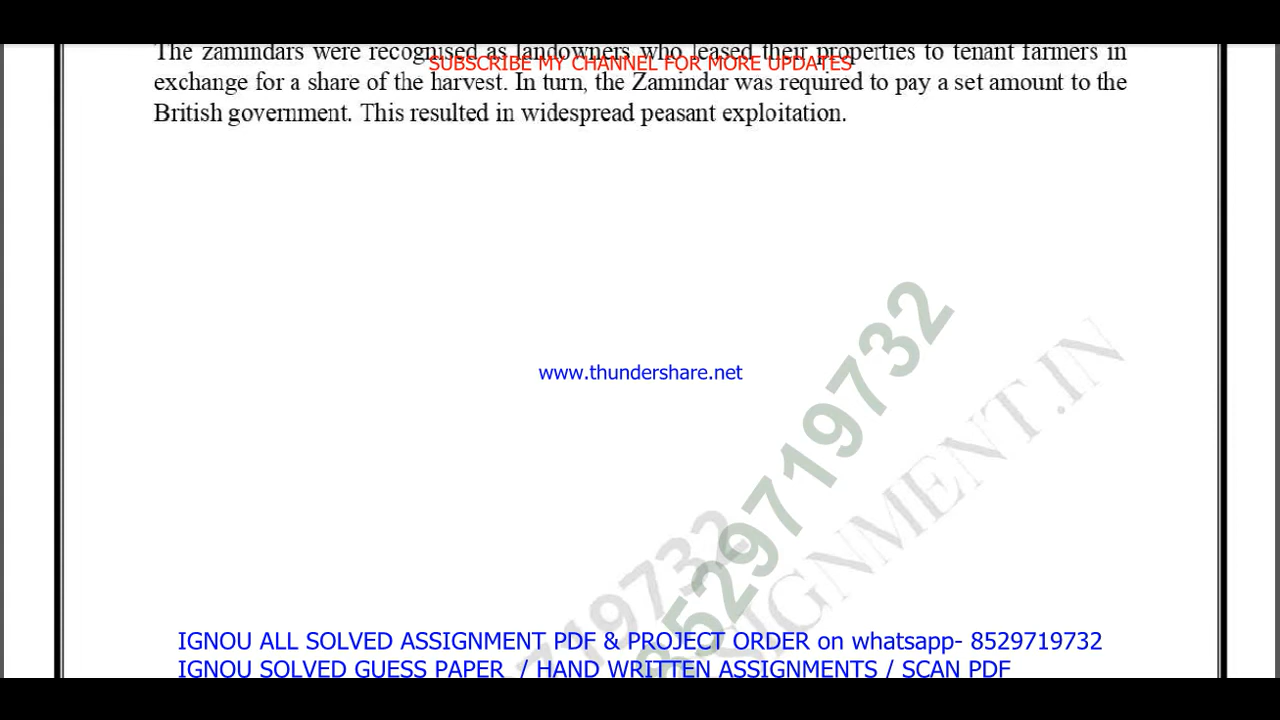 The zamindars were recognised as landowners who leased their properties to tenant farmers in
SUBSCRIBE MY CHANNEL FOR MORE UPDATES
exchange for a share of the harvest. In turn, the Zamindar was required to pay a set amount to the
British government. This resulted in widespread peasant exploitation.
www.thundershare.net
8529719732
719732
SIGNMENT.IN
IGNOU ALL SOLVED ASSIGNMENT PDF & PROJECT ORDER on whatsapp- 8529719732
IGNOU SOLVED GUESS PAPER / HAND WRITTEN ASSIGNMENTS / SCAN PDF